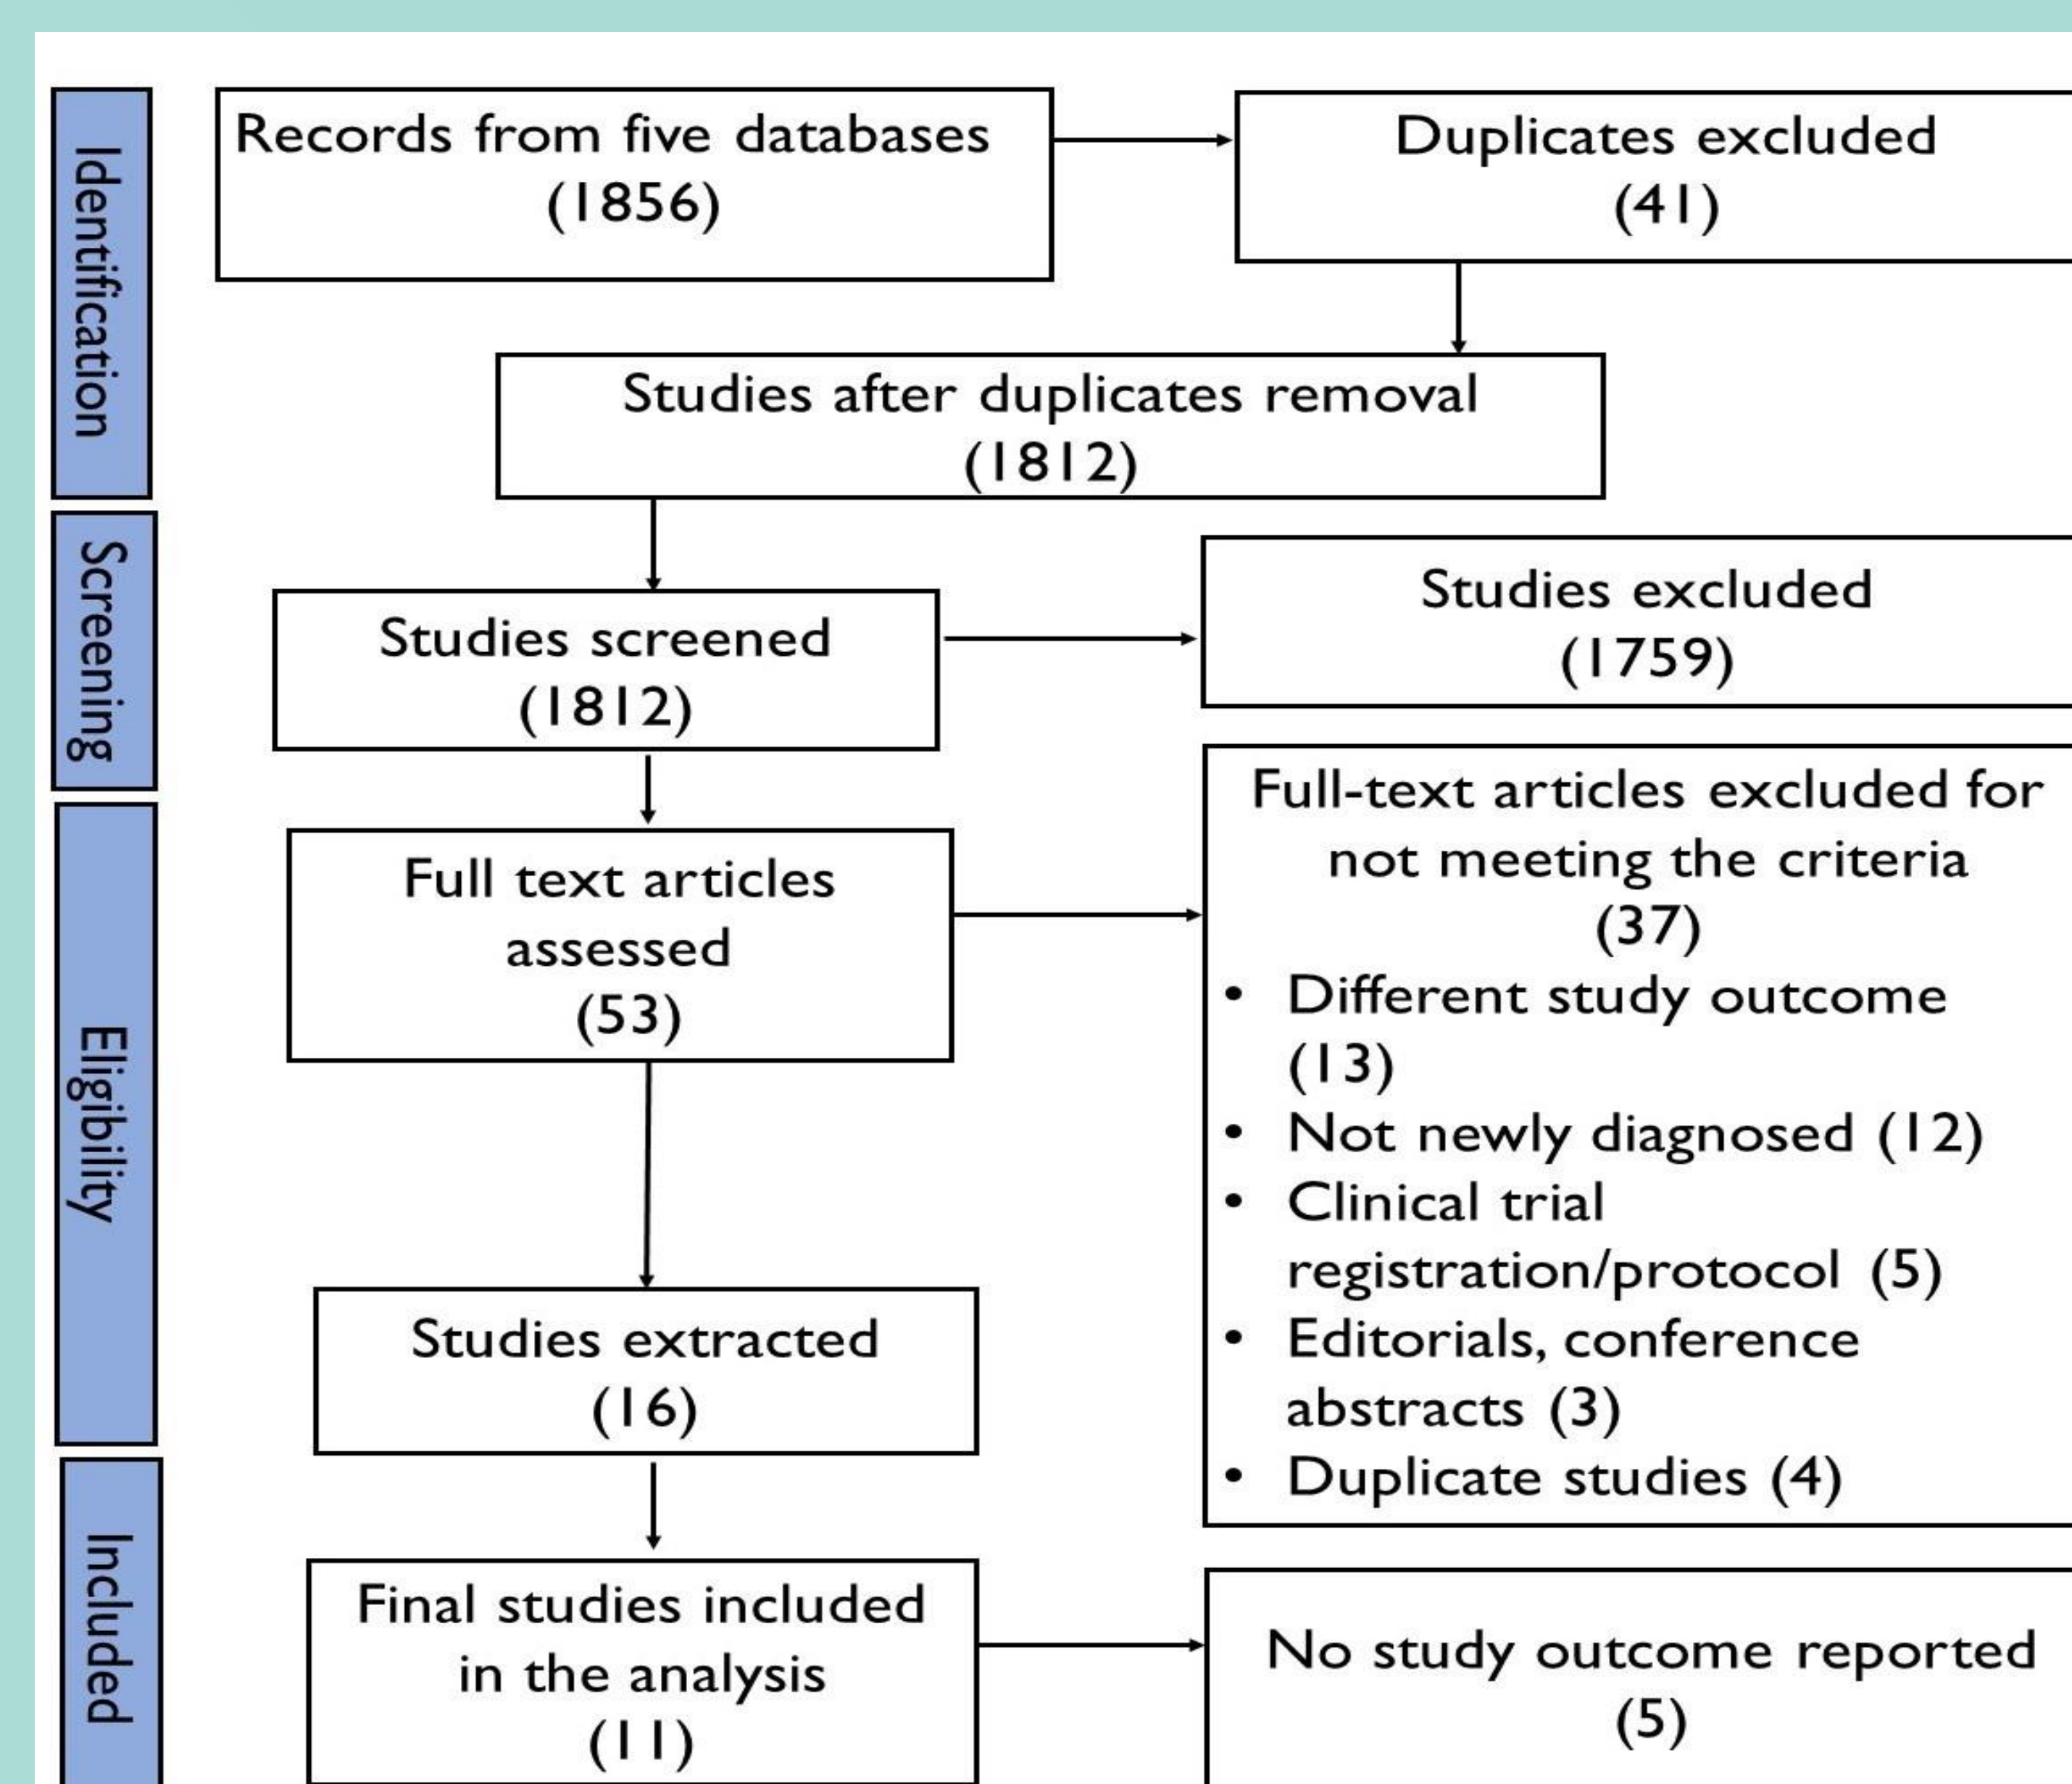 Identification
Records from five databases
(1856)
Duplicates excluded
(41)
Studies after duplicates removal
(1812)
Screening
Studies screened
(1812)
Studies excluded
(1759)
Eligibility
Full text articles
assessed
(53)
Full-text articles excluded for
not meeting the criteria
(37)
• Different study outcome
(13)
• Not newly diagnosed (12)
• Clinical trial
registration/protocol (5)
• Editorials, conference
abstracts (3)
• Duplicate studies (4)
Studies extracted
(16)
Included
Final studies included
in the analysis
(11)
No study outcome reported
(5)